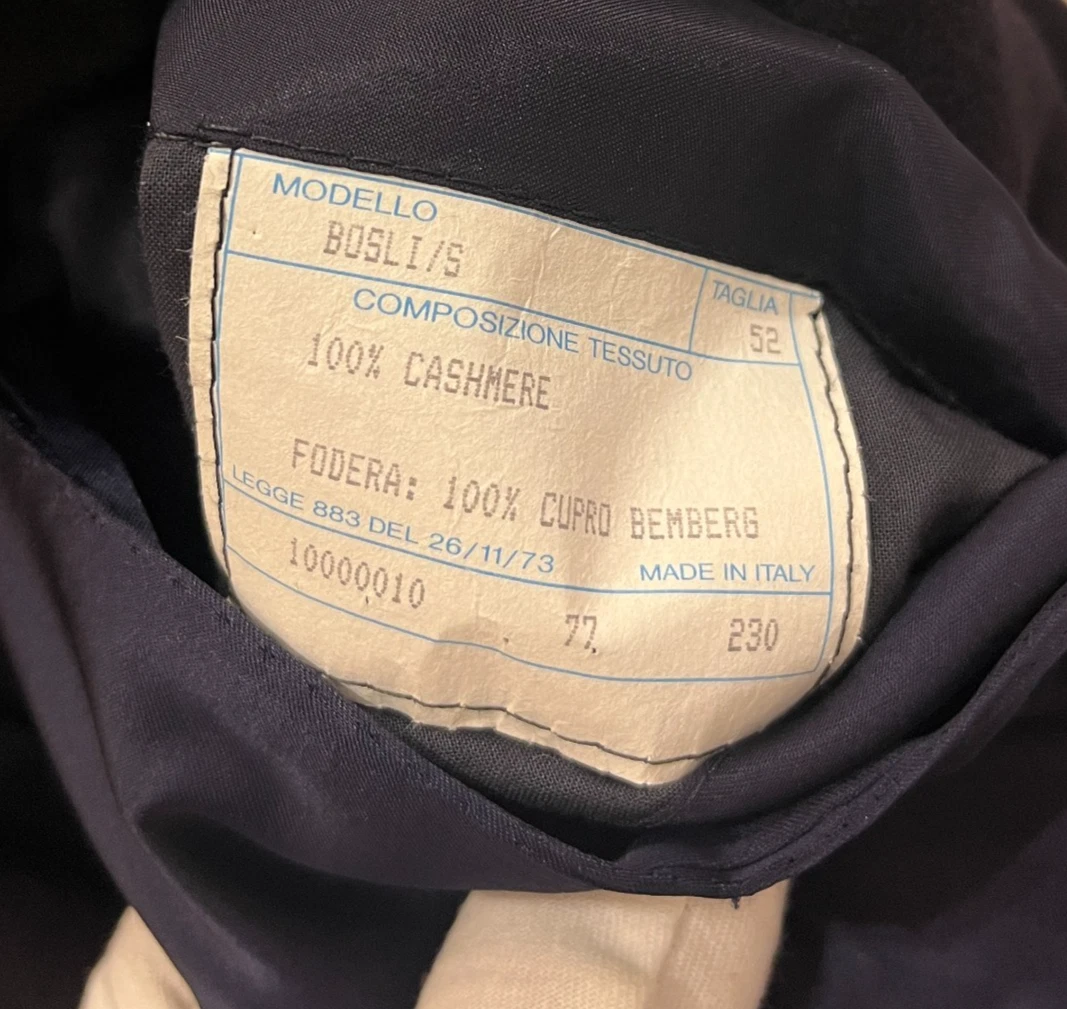 MODELLO
BOSLI/S
TAGLIA
52
COMPOSIZIONE TESSUTO
100% CASHMERE
FODERA: 100% CUPRO BEMBERG
LEGGE 883 DEL 26/11/73
MADE IN ITALY
10000010 77 230